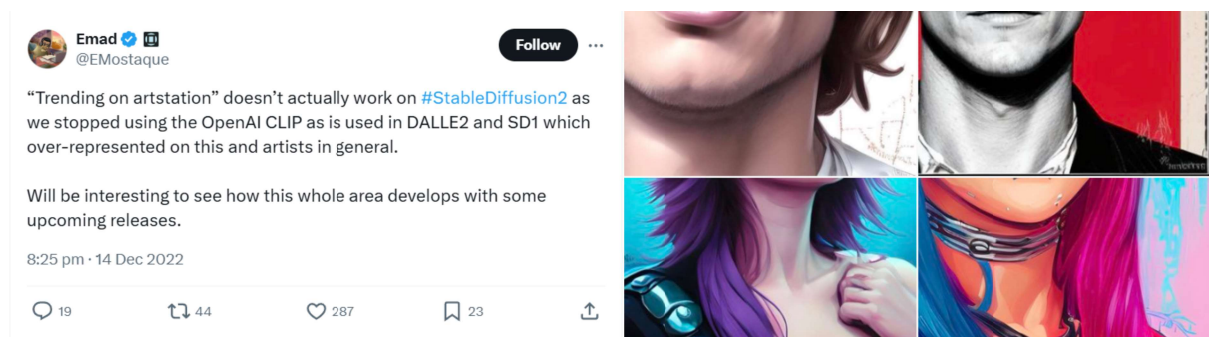 Emad
@EMostaque
Follow
“Trending on artstation” doesn’t actually work on #StableDiffusion2 as
we stopped using the OpenAI CLIP as is used in DALLE2 and SD1 which
over-represented on this and artists in general.
Will be interesting to see how this whole area develops with some
upcoming releases.
8:25 pm · 14 Dec 2022
19 44 287 23